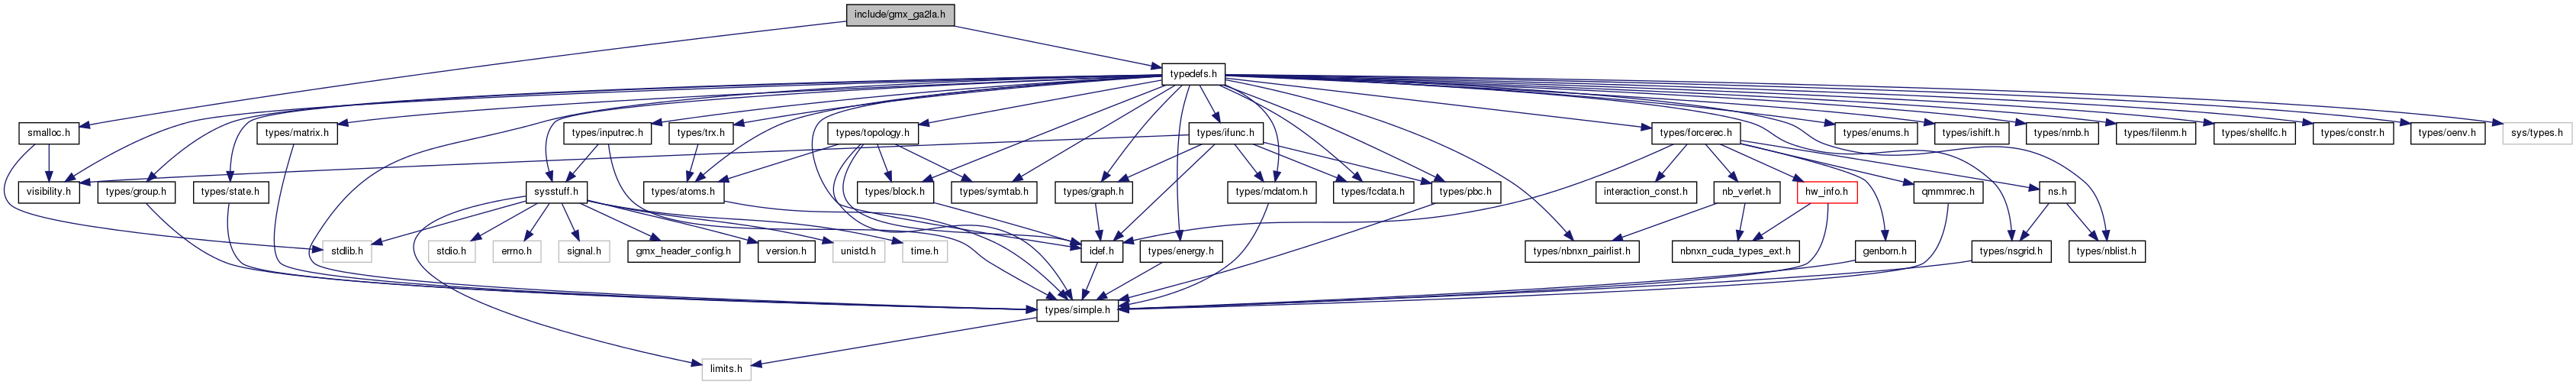 include/gmx_ga2la.h
typedefs.h
smalloc.h
types/matrix.h
types/inputrec.h
types/trx.h
types/topology.h
types/ifunc.h
types/forcerec.h
types/enums.h
types/ishift.h
types/nrnb.h
types/filenm.h
types/shellfc.h
types/constr.h
types/oenv.h
sys/types.h
visibility.h
types/group.h
types/state.h
sysstuff.h
types/atoms.h
types/block.h
types/symtab.h
types/graph.h
types/mdatom.h
types/fcdata.h
types/pbc.h
interaction_const.h
nb_verlet.h
hw_info.h
qmmmrec.h
ns.h
stdlib.h
stdio.h
errno.h
signal.h
gmx_header_config.h
version.h
unistd.h
time.h
idef.h
types/energy.h
types/nbnxn_pairlist.h
nbnxn_cuda_types_ext.h
genborn.h
types/nsgrid.h
types/nblist.h
types/simple.h
limits.h